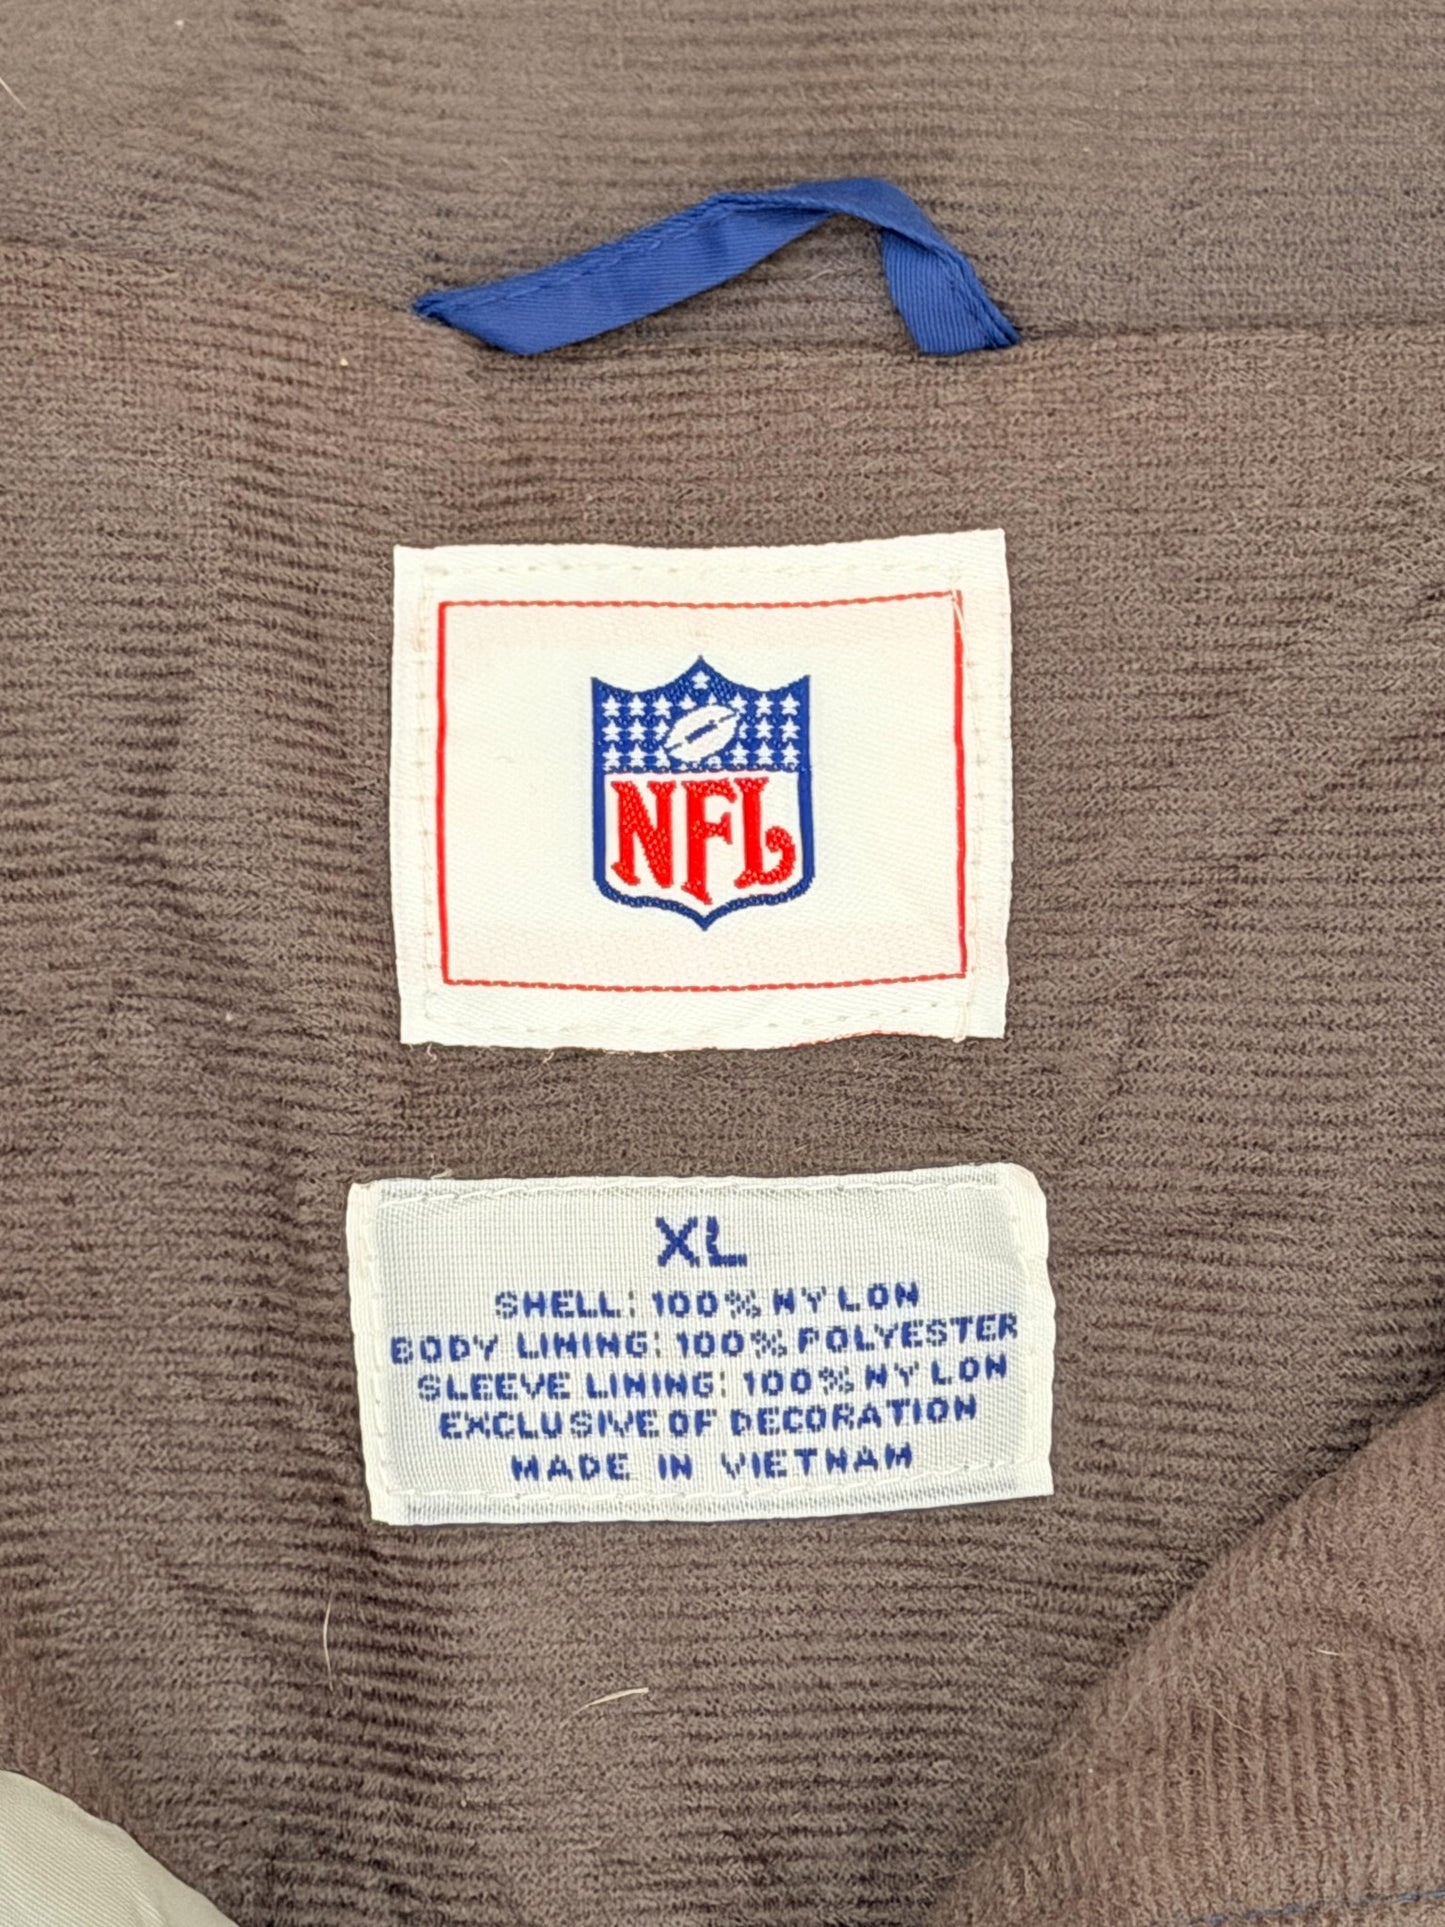 NFL
XL
SHELL: 100% NYLON
BODY LINING: 100% POLYESTER
SLEEVE LINING: 100% NYLON
EXCLUSIVE OF DECORATION
MADE IN VIETNAM